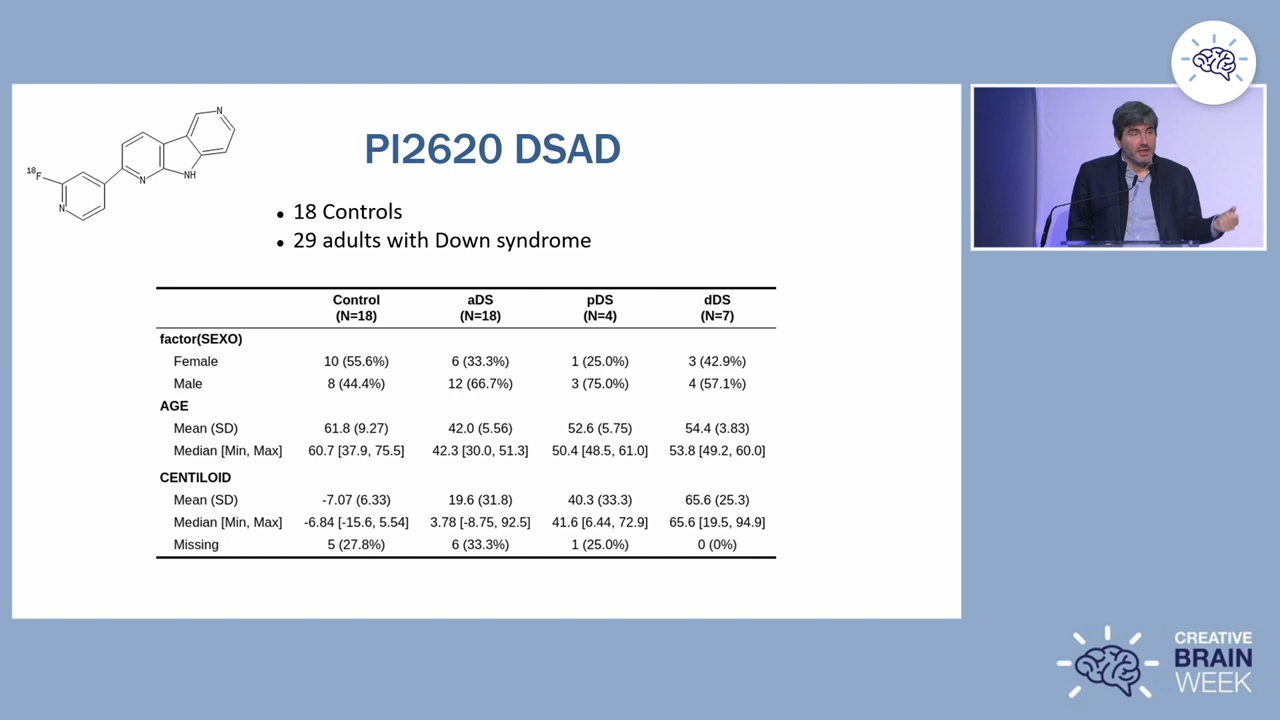 PI2620 DSAD
18F
N
N
NH
N
• 18 Controls
• 29 adults with Down syndrome
Control aDS pDS dDS
(N=18) (N=18) (N=4) (N=7)
factor(SEXO)
Female 10 (55.6%) 6 (33.3%) 1 (25.0%) 3 (42.9%)
Male 8 (44.4%) 12 (66.7%) 3 (75.0%) 4 (57.1%)
AGE
Mean (SD) 61.8 (9.27) 42.0 (5.56) 52.6 (5.75) 54.4 (3.83)
Median [Min, Max] 60.7 [37.9, 75.5] 42.3 [30.0, 51.3] 50.4 [48.5, 61.0] 53.8 [49.2, 60.0]
CENTILOID
Mean (SD) -7.07 (6.33) 19.6 (31.8) 40.3 (33.3) 65.6 (25.3)
Median [Min, Max] -6.84 [-15.6, 5.54] 3.78 [-8.75, 92.5] 41.6 [6.44, 72.9] 65.6 [19.5, 94.9]
Missing 5 (27.8%) 6 (33.3%) 1 (25.0%) 0 (0%)
CREATIVE
BRAIN
WEEK